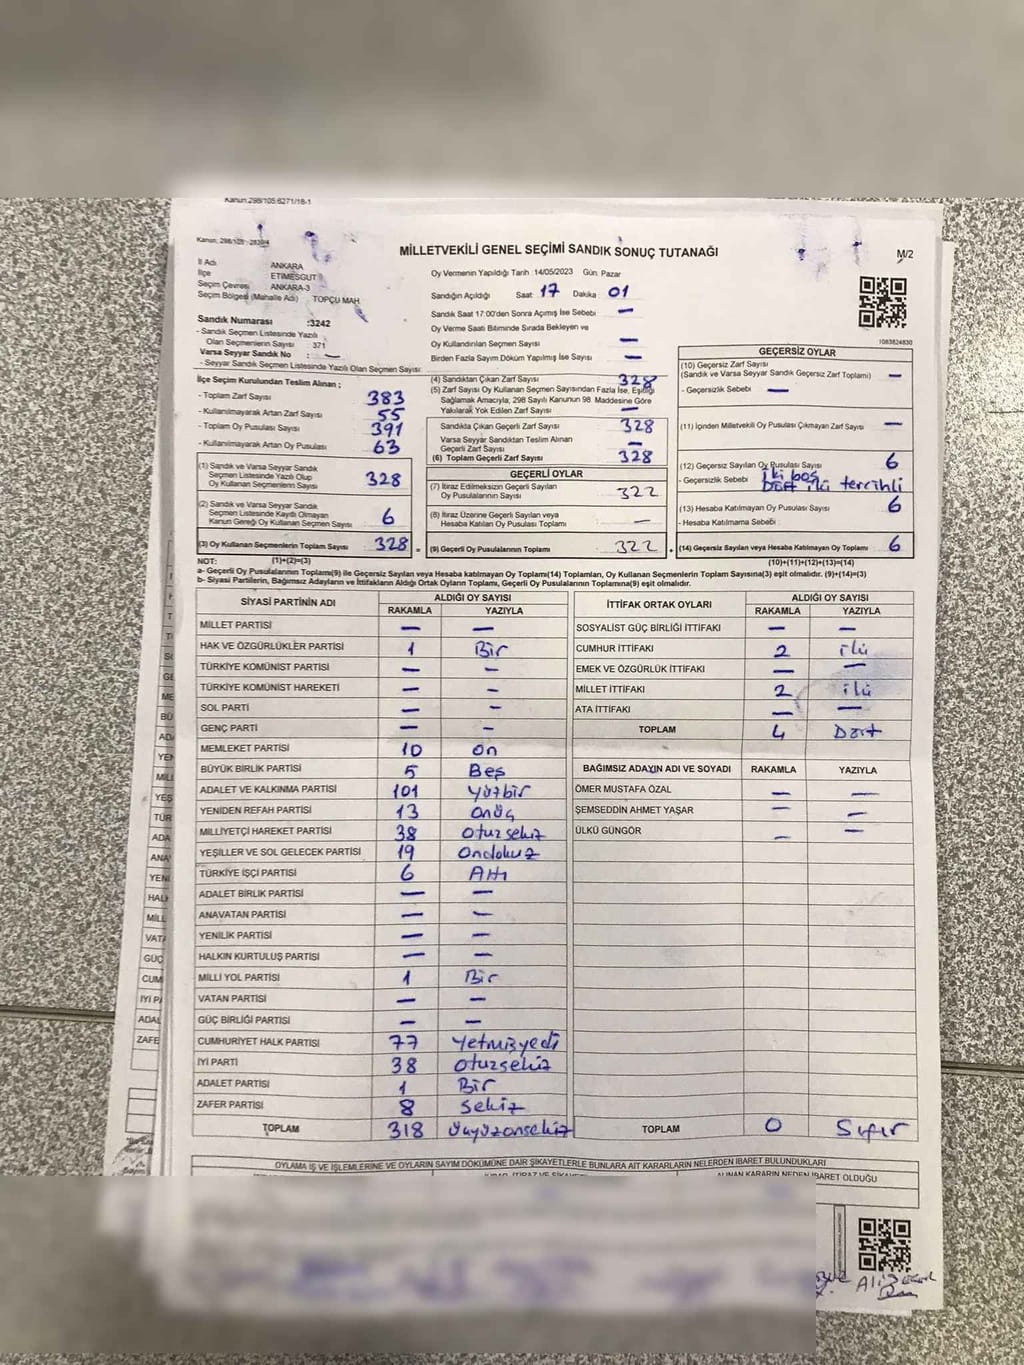 Kanun:298/105:6271/18-1
Kanun: 298/105 - 2839/4
MİLLETVEKİLİ GENEL SEÇİMİ SANDIK SONUÇ TUTANAĞI
M/2
İl Adı ANKARA
İlçe ETİMESGUT
Seçim Çevresi ANKARA-3
Seçim Bölgesi (Mahalle Adı) TOPÇU MAH.
Sandık Numarası :3242
- Sandık Seçmen Listesinde Yazılı
Olan Seçmenlerin Sayısı 371
Varsa Seyyar Sandık No : —
- Seyyar Sandık Seçmen Listesinde Yazılı Olan Seçmen Sayısı:
Oy Vermenin Yapıldığı Tarih 14/05/2023 Gün: Pazar
Sandığın Açıldığı Saat: 17 Dakika 01
Sandık Saat 17:00'den Sonra Açılmış İse Sebebi —
Oy Verme Saati Bitiminde Sırada Bekleyen ve
Oy Kullandırılan Seçmen Sayısı —
Birden Fazla Sayım Döküm Yapılmış İse Sayısı —
1083824830
İlçe Seçim Kurulundan Teslim Alınan ;
- Toplam Zarf Sayısı 383
- Kullanılmayarak Artan Zarf Sayısı 55
- Toplam Oy Pusulası Sayısı 391
- Kullanılmayarak Artan Oy Pusulası 63
(1) Sandık ve Varsa Seyyar Sandık
Seçmen Listesinde Yazılı Olup
Oy Kullanan Seçmenlerin Sayısı 328
(2) Sandık ve Varsa Seyyar Sandık
Seçmen Listesinde Kayıtlı Olmayan
Kanun Gereği Oy Kullanan Seçmen Sayısı 6
(3) Oy Kullanan Seçmenlerin Toplam Sayısı 328
(1)+(2)=(3)
(4) Sandıktan Çıkan Zarf Sayısı 328
(5) Zarf Sayısı Oy Kullanan Seçmen Sayısından Fazla İse, Eşitliği
Sağlamak Amacıyla, 298 Sayılı Kanunun 98. Maddesine Göre
Yakılarak Yok Edilen Zarf Sayısı —
Sandıkta Çıkan Geçerli Zarf Sayısı 328
Varsa Seyyar Sandıktan Teslim Alınan
Geçerli Zarf Sayısı —
(6) Toplam Geçerli Zarf Sayısı 328
GEÇERLİ OYLAR
(7) İtiraz Edilmeksizin Geçerli Sayılan
Oy Pusulalarının Sayısı 322
(8) İtiraz Üzerine Geçerli Sayılan veya
Hesaba Katılan Oy Pusulası Toplamı —
= (9) Geçerli Oy Pusulalarının Toplamı 322
GEÇERSİZ OYLAR
(10) Geçersiz Zarf Sayısı
(Sandık ve Varsa Seyyar Sandık Geçersiz Zarf Toplamı) —
- Geçersizlik Sebebi : —
(11) İçinden Milletvekili Oy Pusulası Çıkmayan Zarf Sayısı —
(12) Geçersiz Sayılan Oy Pusulası Sayısı 6
- Geçersizlik Sebebi iki boş
Dört iki tercihli
(13) Hesaba Katılmayan Oy Pusulası Sayısı 6
- Hesaba Katılmama Sebebi :
+ (14) Geçersiz Sayılan veya Hesaba Katılmayan Oy Toplamı 6
(10)+(11)+(12)+(13)=(14)
NOT:
a- Geçerli Oy Pusulalarının Toplamı(9) ile Geçersiz Sayılan veya Hesaba katılmayan Oy Toplamı(14) Toplamları, Oy Kullanan Seçmenlerin Toplam Sayısına(3) eşit olmalıdır. (9)+(14)=(3)
b- Siyasi Partilerin, Bağımsız Adayların ve İttifakların Aldığı Ortak Oyların Toplamı, Geçerli Oy Pusulalarının Toplamına(9) eşit olmalıdır.
SİYASİ PARTİNİN ADI ALDIĞI OY SAYISI
RAKAMLA YAZIYLA
MİLLET PARTİSİ — —
HAK VE ÖZGÜRLÜKLER PARTİSİ 1 Bir
TÜRKİYE KOMÜNİST PARTİSİ — —
TÜRKİYE KOMÜNİST HAREKETİ — —
SOL PARTİ — —
GENÇ PARTİ — —
MEMLEKET PARTİSİ 10 on
BÜYÜK BİRLİK PARTİSİ 5 Beş
ADALET VE KALKINMA PARTİSİ 101 yüzbir
YENİDEN REFAH PARTİSİ 13 onüç
MİLLİYETÇİ HAREKET PARTİSİ 38 otuzsekiz
YEŞİLLER VE SOL GELECEK PARTİSİ 19 ondokuz
TÜRKİYE İŞÇİ PARTİSİ 6 Altı
ADALET BİRLİK PARTİSİ — —
ANAVATAN PARTİSİ — —
YENİLİK PARTİSİ — —
HALKIN KURTULUŞ PARTİSİ — —
MİLLİ YOL PARTİSİ 1 Bir
VATAN PARTİSİ — —
GÜÇ BİRLİĞİ PARTİSİ — —
CUMHURİYET HALK PARTİSİ 77 yetmişyedi
İYİ PARTİ 38 otuzsekiz
ADALET PARTİSİ 1 Bir
ZAFER PARTİSİ 8 sekiz
TOPLAM 318 üçyüzonsekiz
İTTİFAK ORTAK OYLARI ALDIĞI OY SAYISI
RAKAMLA YAZIYLA
SOSYALİST GÜÇ BİRLİĞİ İTTİFAKI — —
CUMHUR İTTİFAKI 2 iki
EMEK VE ÖZGÜRLÜK İTTİFAKI — —
MİLLET İTTİFAKI 2 iki
ATA İTTİFAKI — —
TOPLAM 4 Dört
BAĞIMSIZ ADAYIN ADI VE SOYADI RAKAMLA YAZIYLA
ÖMER MUSTAFA ÖZAL — —
ŞEMSEDDİN AHMET YAŞAR — —
ÜLKÜ GÜNGÖR — —
TOPLAM 0 Sıfır
OYLAMA İŞ VE İŞLEMLERİNE VE OYLARIN SAYIM DÖKÜMÜNE DAİR ŞİKAYETLERLE BUNLARA AİT KARARLARIN NELERDEN İBARET BULUNDUKLARI
ALINAN KARARIN NEDEN İBARET OLDUĞU